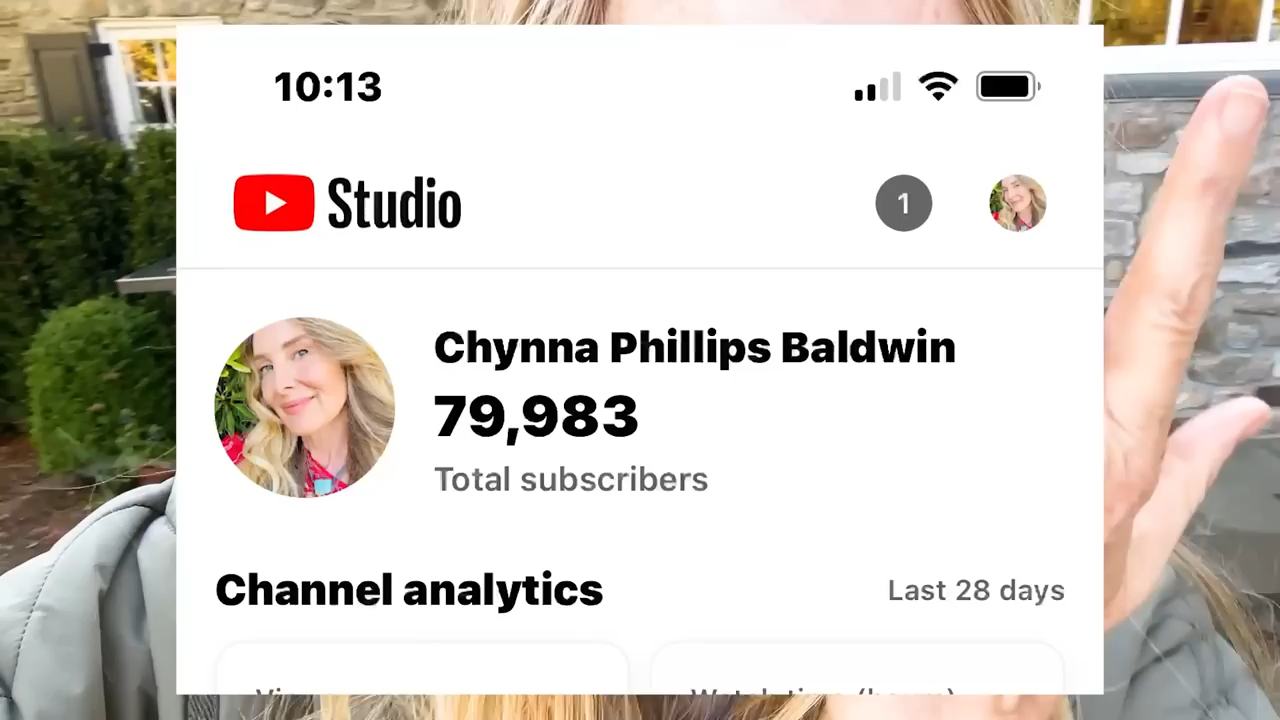 10:13
Studio
1
Chynna Phillips Baldwin
79,983
Total subscribers
Channel analytics
Last 28 days